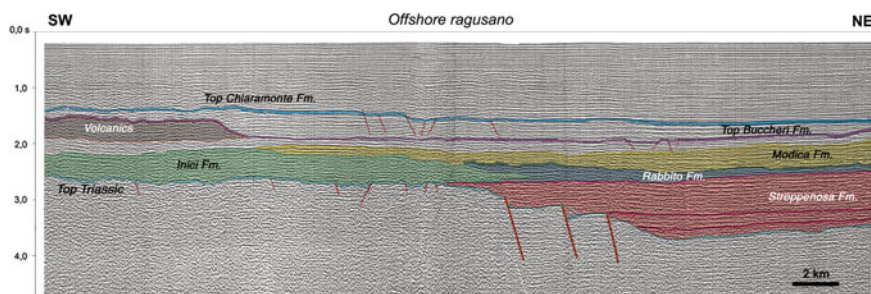 SW
Offshore ragusano
NE
0,0 s
1,0
Top Chiaramonte Fm.
Volcanics
Top Buccheri Fm.
2,0
Modica Fm.
Inici Fm.
Rabbito Fm.
Top Triassic
Streppenosa Fm.
3,0
4,0
2 km